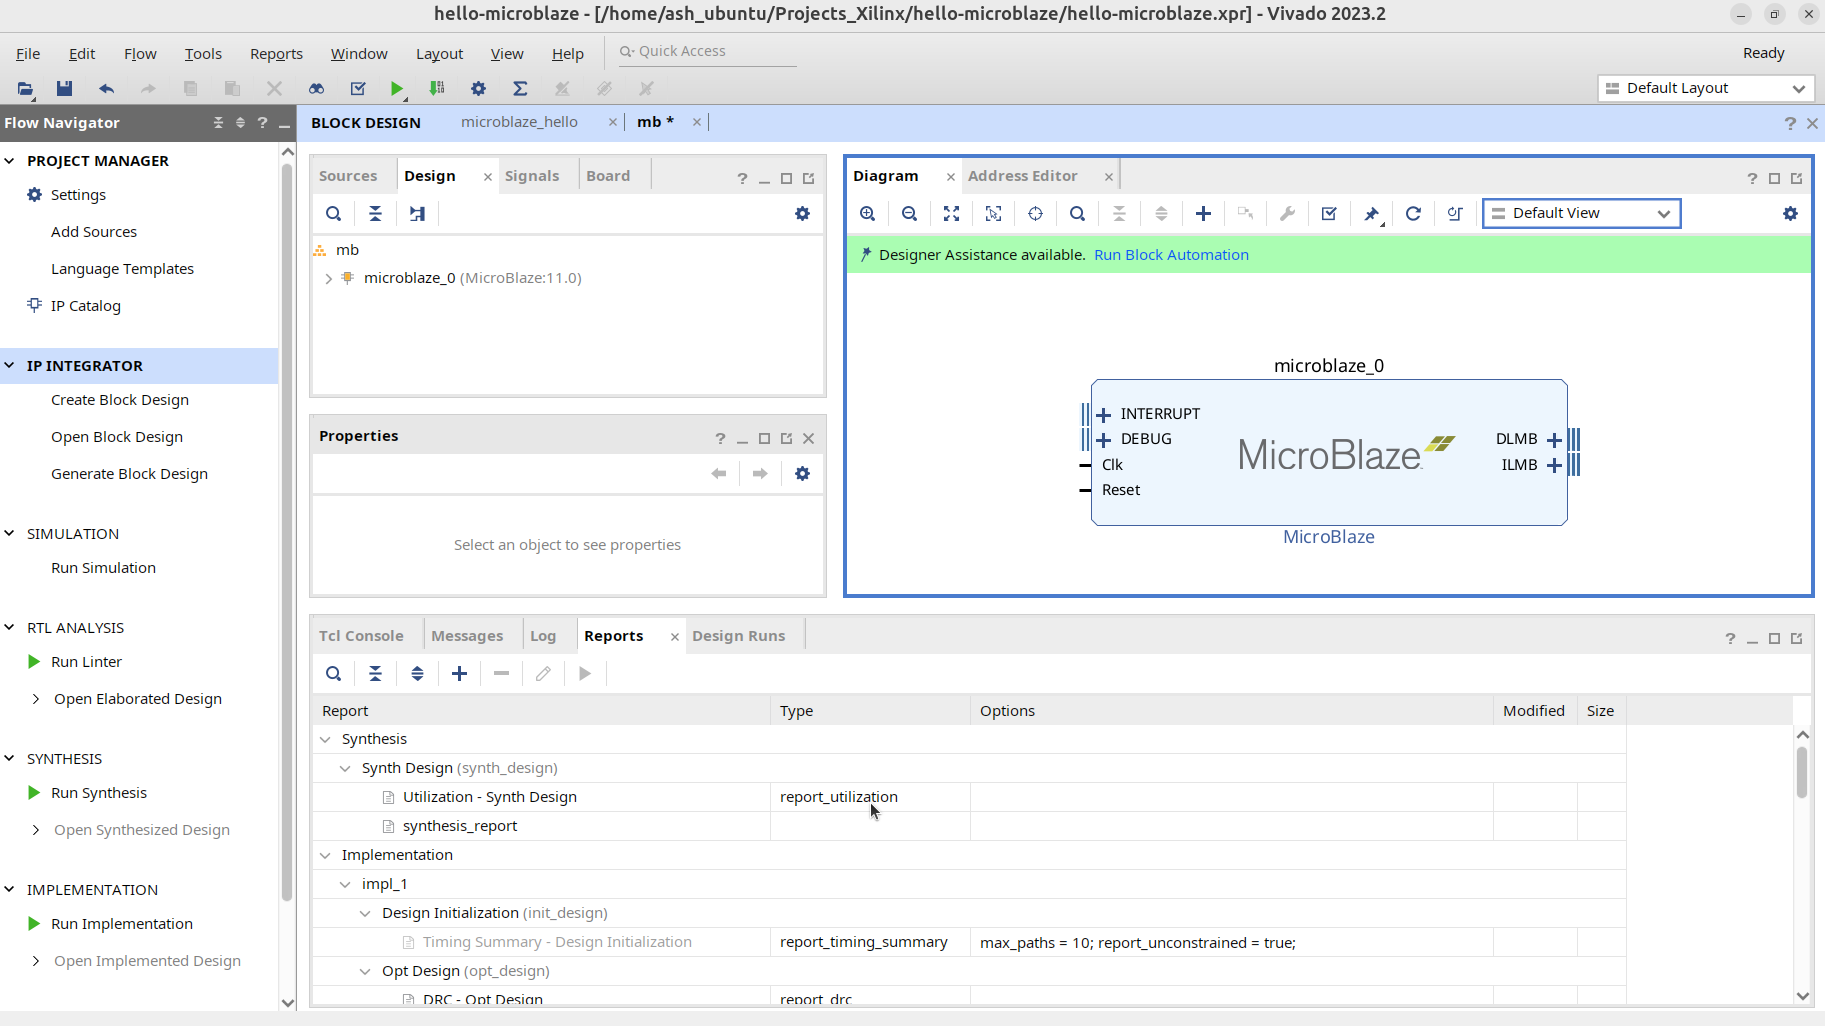 hello-microblaze - [/home/ash_ubuntu/Projects_Xilinx/hello-microblaze/hello-microblaze.xpr] - Vivado 2023.2
File Edit Flow Tools Reports Window Layout View Help Quick Access Ready
Default Layout
Flow Navigator
PROJECT MANAGER
Settings
Add Sources
Language Templates
IP Catalog
IP INTEGRATOR
Create Block Design
Open Block Design
Generate Block Design
SIMULATION
Run Simulation
RTL ANALYSIS
Run Linter
Open Elaborated Design
SYNTHESIS
Run Synthesis
Open Synthesized Design
IMPLEMENTATION
Run Implementation
Open Implemented Design
BLOCK DESIGN microblaze_hello mb *
Sources Design Signals Board
mb
microblaze_0 (MicroBlaze:11.0)
Properties
Select an object to see properties
Diagram Address Editor
Default View
Designer Assistance available. Run Block Automation
microblaze_0
INTERRUPT
DEBUG
Clk
Reset
MicroBlaze
DLMB
ILMB
MicroBlaze
Tcl Console Messages Log Reports Design Runs
Report Type Options Modified Size
Synthesis
Synth Design (synth_design)
Utilization - Synth Design report_utilization
synthesis_report
Implementation
impl_1
Design Initialization (init_design)
Timing Summary - Design Initialization report_timing_summary max_paths = 10; report_unconstrained = true;
Opt Design (opt_design)
DRC - Opt Design report_drc